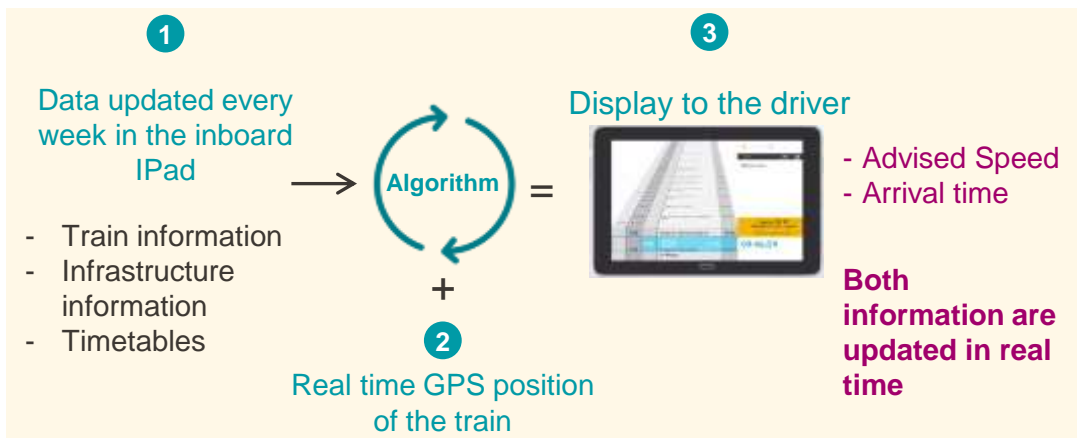 1
Data updated every
week in the inboard
IPad
- Train information
- Infrastructure
information
- Timetables
Algorithm
+
2
Real time GPS position
of the train
=
3
Display to the driver
- Advised Speed
- Arrival time
Both
information are
updated in real
time